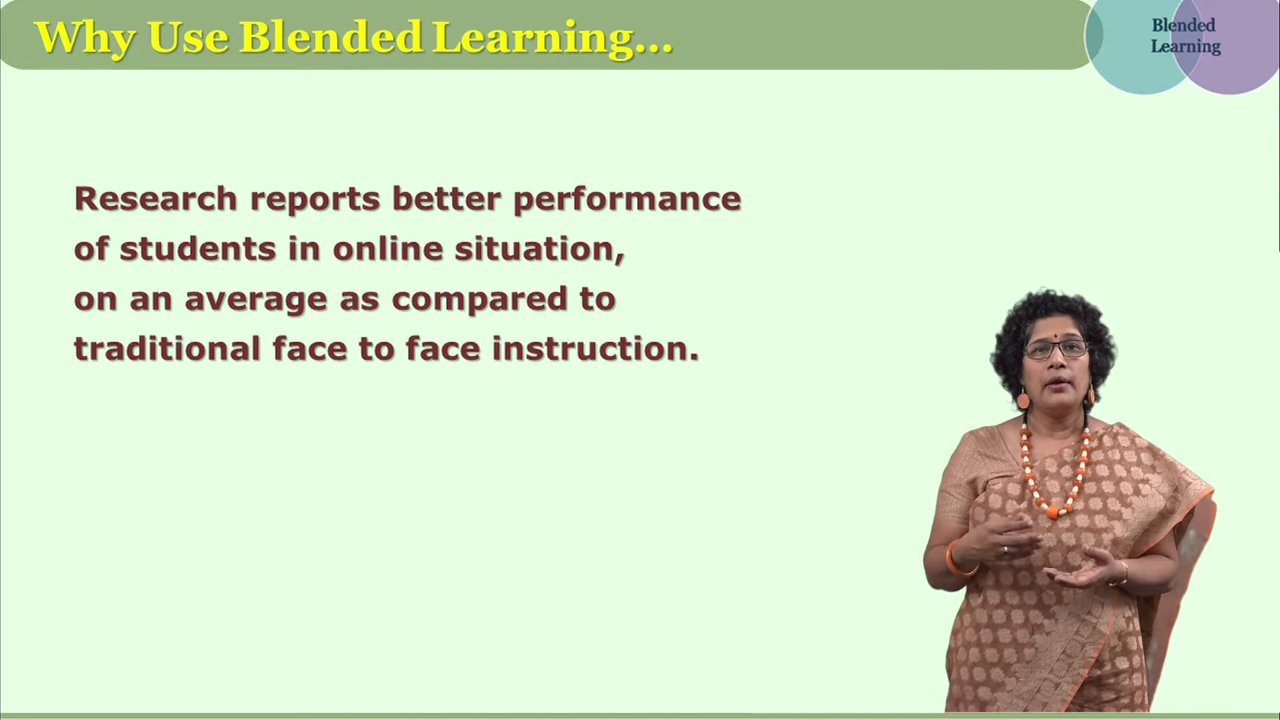 Why Use Blended Learning...
Blended
Learning
Research reports better performance
of students in online situation,
on an average as compared to
traditional face to face instruction.